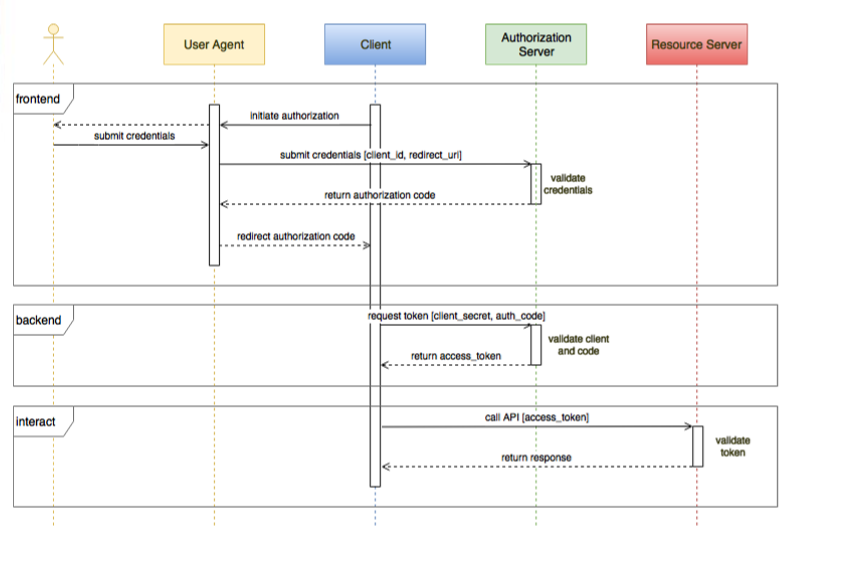 User Agent
Client
Authorization
Server
Resource Server
frontend
initiate authorization
submit credentials
submit credentials [client_id, redirect_uri]
validate
credentials
return authorization code
redirect authorization code
backend
request token [client_secret, auth_code]
validate client
and code
return access_token
interact
call API [access_token]
validate
token
return response